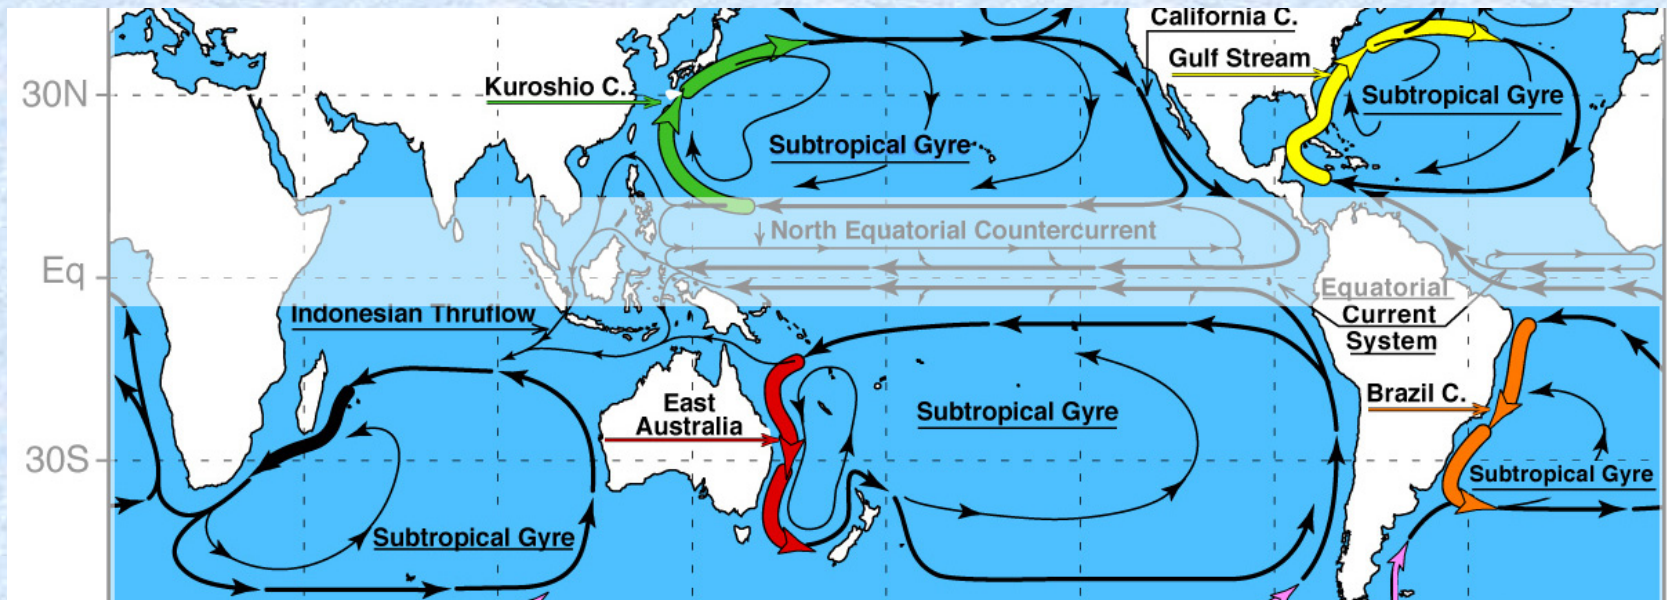 California C.
Gulf Stream
Kuroshio C.
30N
Subtropical Gyre
Subtropical Gyre
North Equatorial Countercurrent
Eq
Equatorial
Current
System
Indonesian Thruflow
Brazil C.
East
Australia
Subtropical Gyre
30S
Subtropical Gyre
Subtropical Gyre